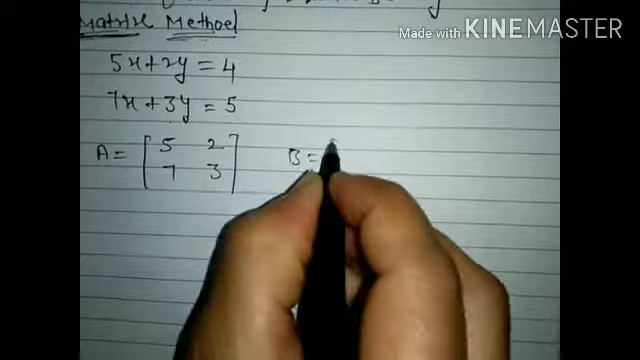 Made with KINEMASTER
Matrix Method
5x+2y = 4
7x+3y = 5
A = [ 5 2
7 3 ]
B =